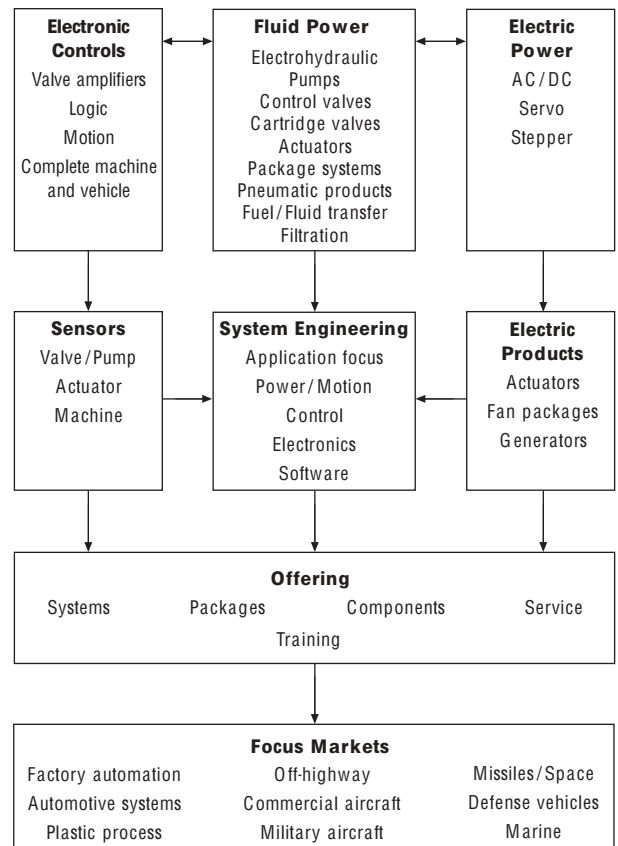 Electronic
Controls
Valve amplifiers
Logic
Motion
Complete machine
and vehicle
Fluid Power
Electrohydraulic
Pumps
Control valves
Cartridge valves
Actuators
Package systems
Pneumatic products
Fuel/Fluid transfer
Filtration
Electric
Power
AC/DC
Servo
Stepper
Sensors
Valve/Pump
Actuator
Machine
System Engineering
Application focus
Power/Motion
Control
Electronics
Software
Electric
Products
Actuators
Fan packages
Generators
Offering
Systems Packages Components Service
Training
Focus Markets
Factory automation Off-highway Missiles/Space
Automotive systems Commercial aircraft Defense vehicles
Plastic process Military aircraft Marine